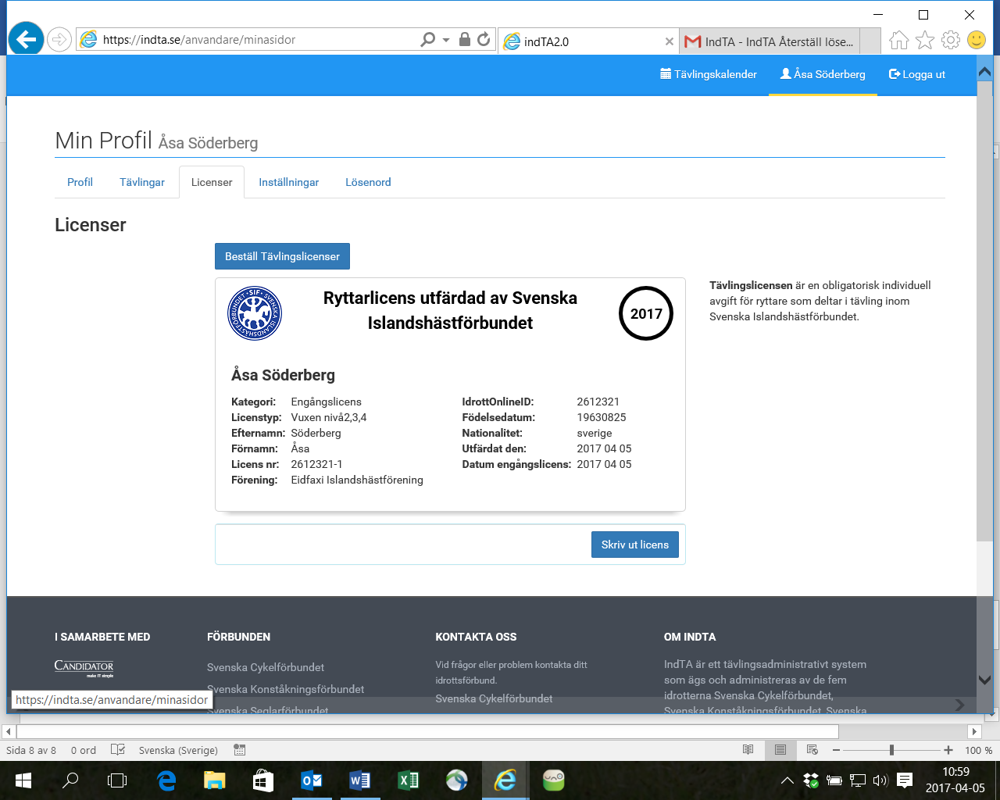 https://indta.se/anvandare/minasidor
indTA2.0
IndTA - IndTA Återställ löse...
Tävlingskalender
Åsa Söderberg
Logga ut
Min Profil Åsa Söderberg
Profil
Tävlingar
Licenser
Inställningar
Lösenord
Licenser
Beställ Tävlingslicenser
SIF · SVENSKA ISLANDSHÄSTFÖRBUNDET
Ryttarlicens utfärdad av Svenska
Islandshästförbundet
2017
Tävlingslicensen är en obligatorisk individuell
avgift för ryttare som deltar i tävling inom
Svenska Islandshästförbundet.
Åsa Söderberg
Kategori: Engångslicens
Licenstyp: Vuxen nivå2,3,4
Efternamn: Söderberg
Förnamn: Åsa
Licens nr: 2612321-1
Förening: Eidfaxi Islandshästförening
IdrottOnlineID: 2612321
Födelsedatum: 19630825
Nationalitet: sverige
Utfärdat den: 2017 04 05
Datum engångslicens: 2017 04 05
Skriv ut licens
I SAMARBETE MED
CANDIDATOR
make IT simple
FÖRBUNDEN
Svenska Cykelförbundet
Svenska Konståkningsförbundet
Svenska Seglarförbundet
KONTAKTA OSS
Vid frågor eller problem kontakta ditt
idrottsförbund.
Svenska Cykelförbundet
OM INDTA
IndTA är ett tävlingsadministrativt system
som ägs och administreras av de fem
idrotterna Svenska Cykelförbundet,
Svenska Konståkningsförbundet, Svenska
https://indta.se/anvandare/minasidor
Sida 8 av 8
0 ord
Svenska (Sverige)
100 %
uno
10:59
2017-04-05